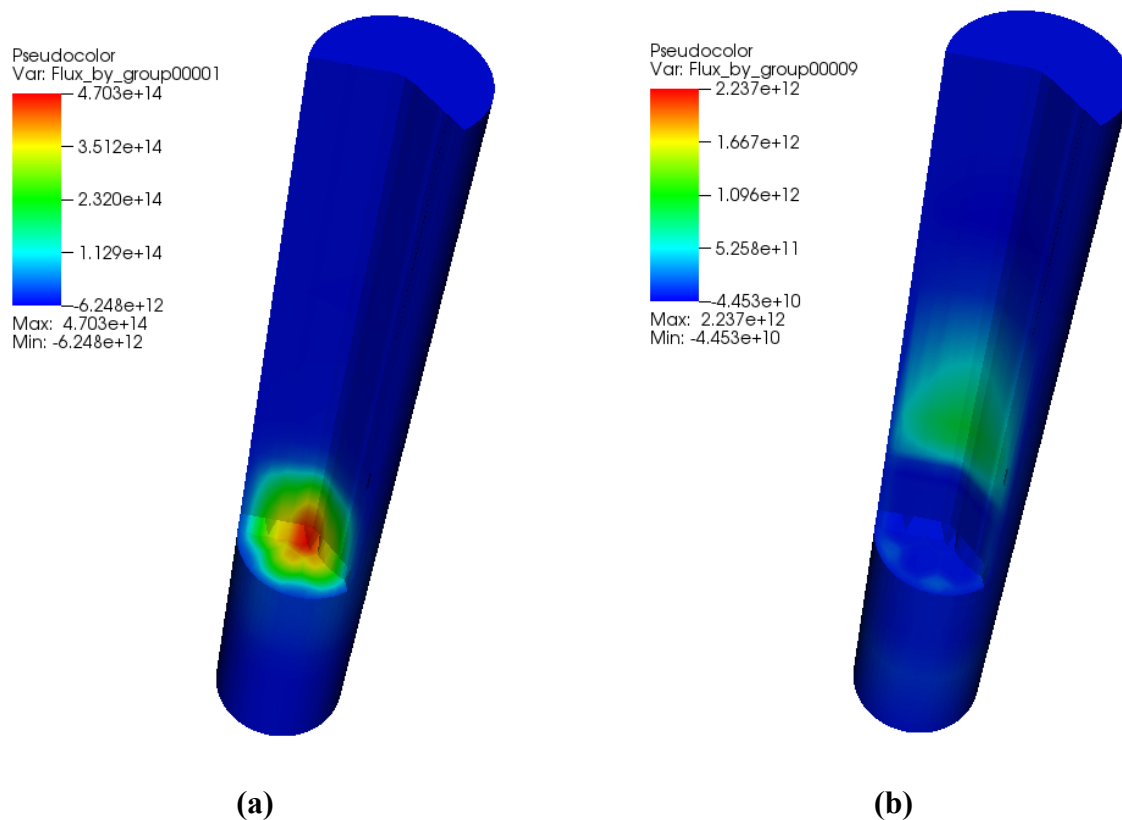 Pseudocolor
Var: Flux_by_group00001
4.703e+14
3.512e+14
2.320e+14
1.129e+14
-6.248e+12
Max: 4.703e+14
Min: -6.248e+12
Pseudocolor
Var: Flux_by_group00009
2.237e+12
1.667e+12
1.096e+12
5.258e+11
-4.453e+10
Max: 2.237e+12
Min: -4.453e+10
(a)
(b)